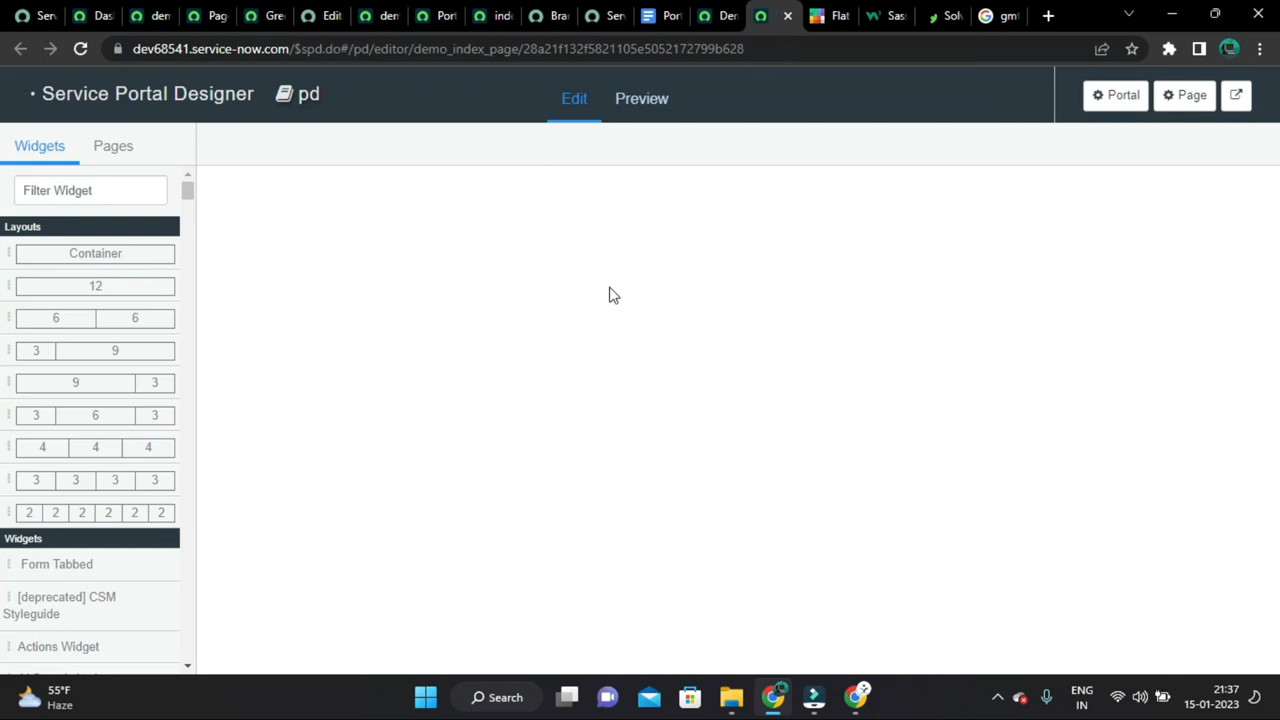 Ser
Das
den
Pag
Gre
Edit
den
Port
ind
Bra
Ser
Por
Der
Flat
Sas
Solv
gmt
dev68541.service-now.com/$spd.do#/pd/editor/demo_index_page/28a21f132f5821105e5052172799b628
· Service Portal Designer
pd
Edit
Preview
Portal
Page
Widgets
Pages
Filter Widget
Layouts
Container
12
6 6
3 9
9 3
3 6 3
4 4 4
3 3 3 3
2 2 2 2 2 2
Widgets
Form Tabbed
[deprecated] CSM
Styleguide
Actions Widget
55°F
Haze
Search
ENG
IN
21:37
15-01-2023